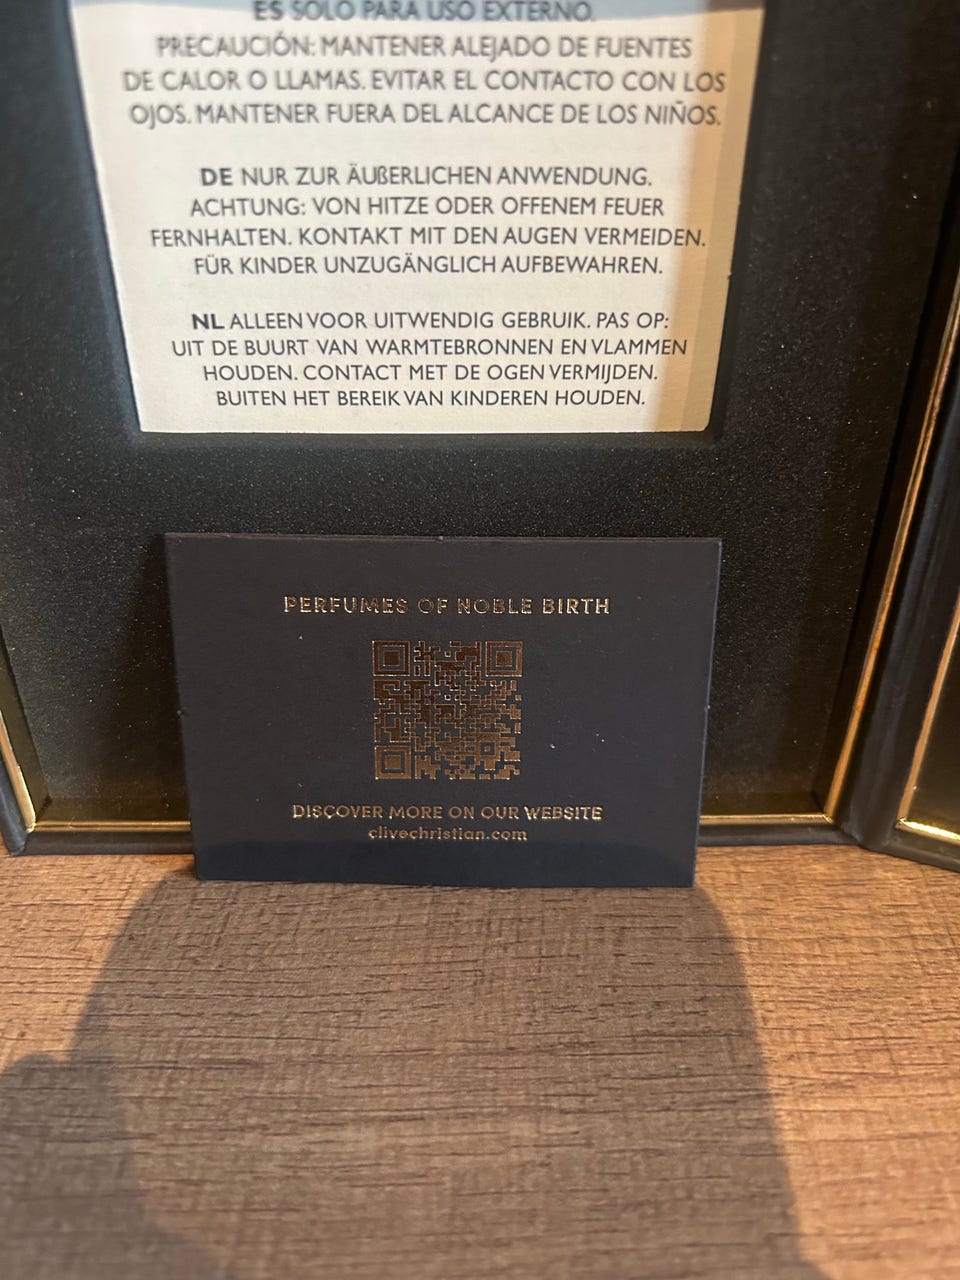 ES SOLO PARA USO EXTERNO.
PRECAUCIÓN: MANTENER ALEJADO DE FUENTES
DE CALOR O LLAMAS. EVITAR EL CONTACTO CON LOS
OJOS. MANTENER FUERA DEL ALCANCE DE LOS NIÑOS.
DE NUR ZUR ÄUßERLICHEN ANWENDUNG.
ACHTUNG: VON HITZE ODER OFFENEM FEUER
FERNHALTEN. KONTAKT MIT DEN AUGEN VERMEIDEN.
FÜR KINDER UNZUGÄNGLICH AUFBEWAHREN.
NL ALLEEN VOOR UITWENDIG GEBRUIK. PAS OP:
UIT DE BUURT VAN WARMTEBRONNEN EN VLAMMEN
HOUDEN. CONTACT MET DE OGEN VERMIJDEN.
BUITEN HET BEREIK VAN KINDEREN HOUDEN.
PERFUMES OF NOBLE BIRTH
DISCOVER MORE ON OUR WEBSITE
clivechristian.com